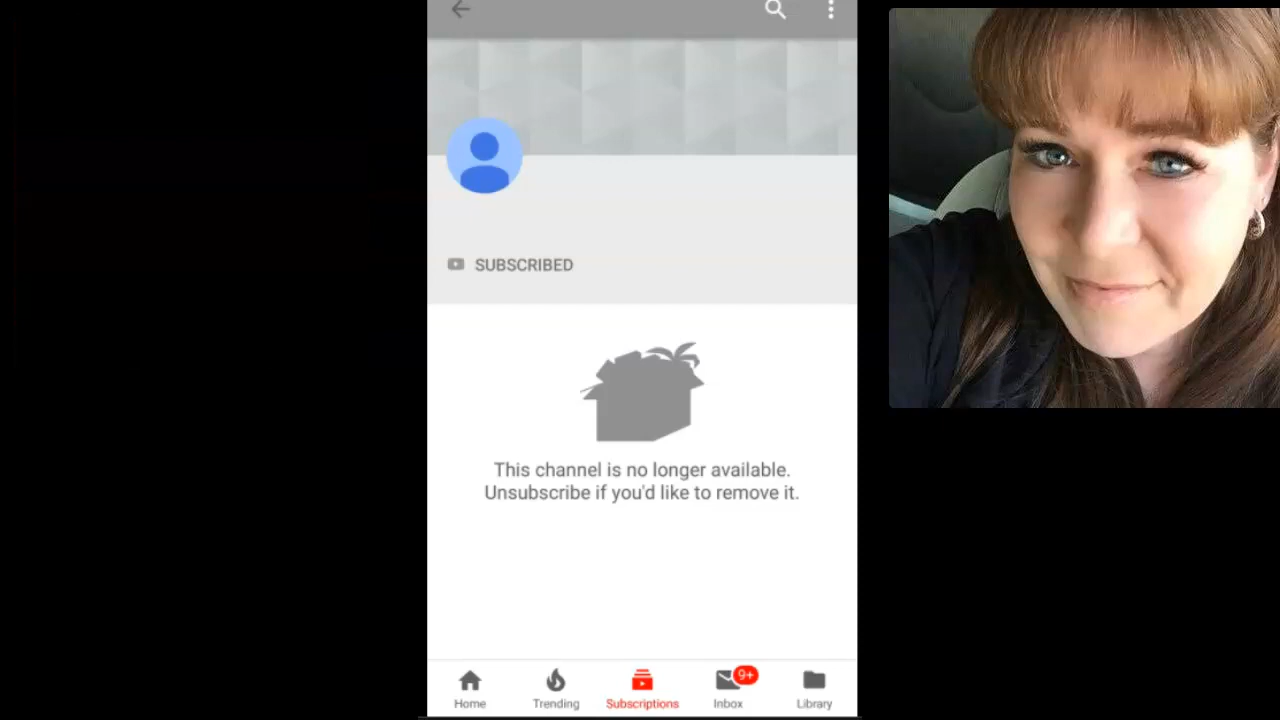 SUBSCRIBED
This channel is no longer available.
Unsubscribe if you'd like to remove it.
9+
Home
Trending
Subscriptions
Inbox
Library